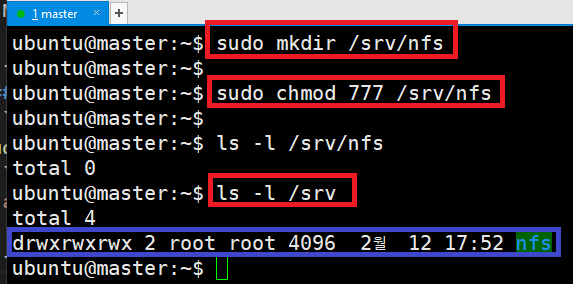 1 master × +
ubuntu@master:~$ sudo mkdir /srv/nfs
ubuntu@master:~$
ubuntu@master:~$ sudo chmod 777 /srv/nfs
ubuntu@master:~$
ubuntu@master:~$ ls -l /srv/nfs
total 0
ubuntu@master:~$ ls -l /srv
total 4
drwxrwxrwx 2 root root 4096  2월  12 17:52 nfs
ubuntu@master:~$